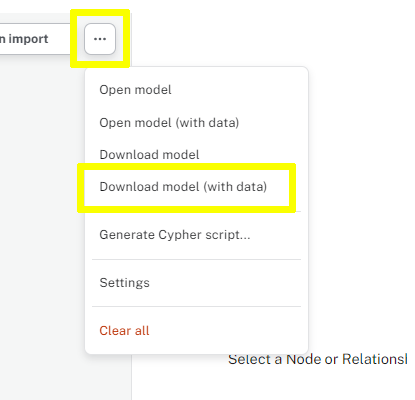 n import
...
Open model
Open model (with data)
Download model
Download model (with data)
Generate Cypher script...
Settings
Clear all
Select a Node or Relations